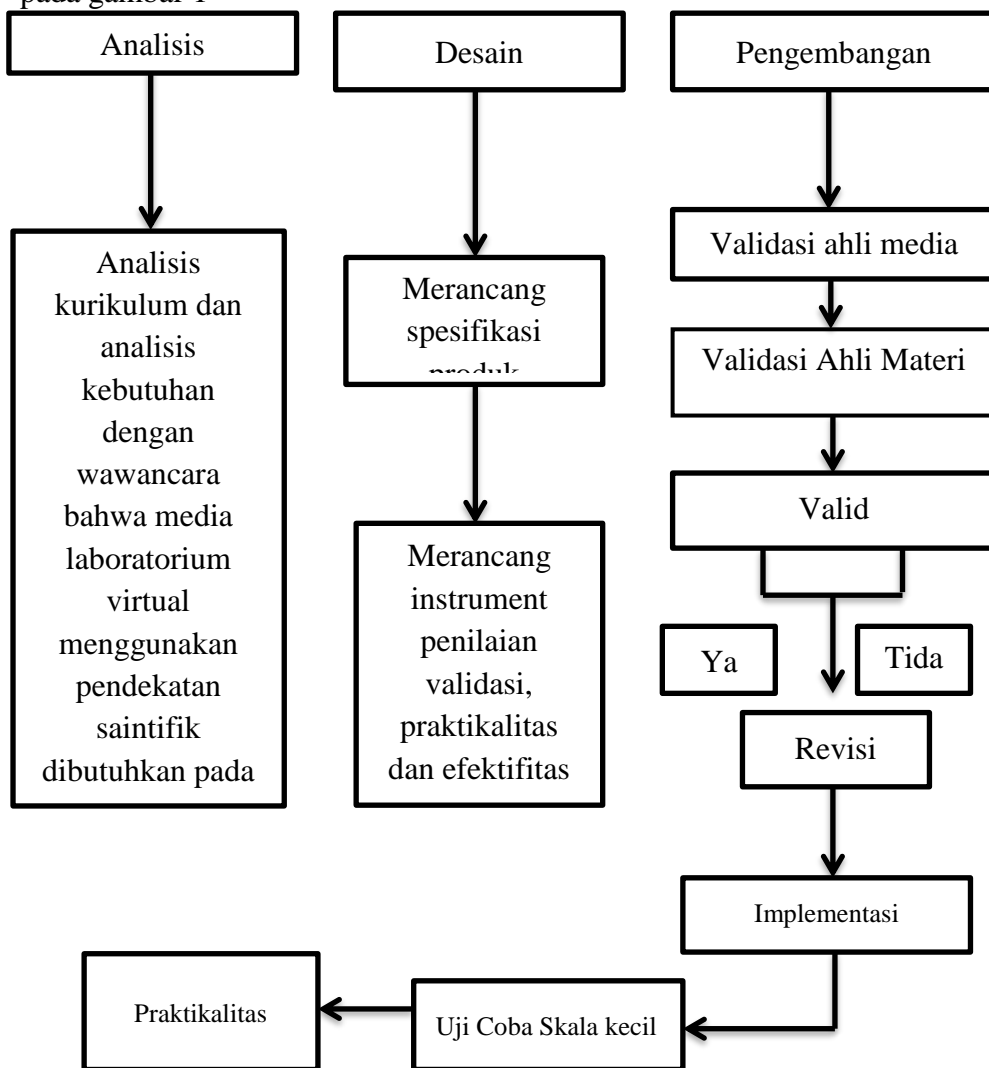 pada gambar 1
Analisis
Desain
Pengembangan
Analisis
kurikulum dan
analisis
kebutuhan
dengan
wawancara
bahwa media
laboratorium
virtual
menggunakan
pendekatan
saintifik
dibutuhkan pada
Merancang
spesifikasi
produk
Merancang
instrument
penilaian
validasi,
praktikalitas
dan efektifitas
Validasi ahli media
Validasi Ahli Materi
Valid
Ya
Tida
Revisi
Implementasi
Uji Coba Skala kecil
Praktikalitas